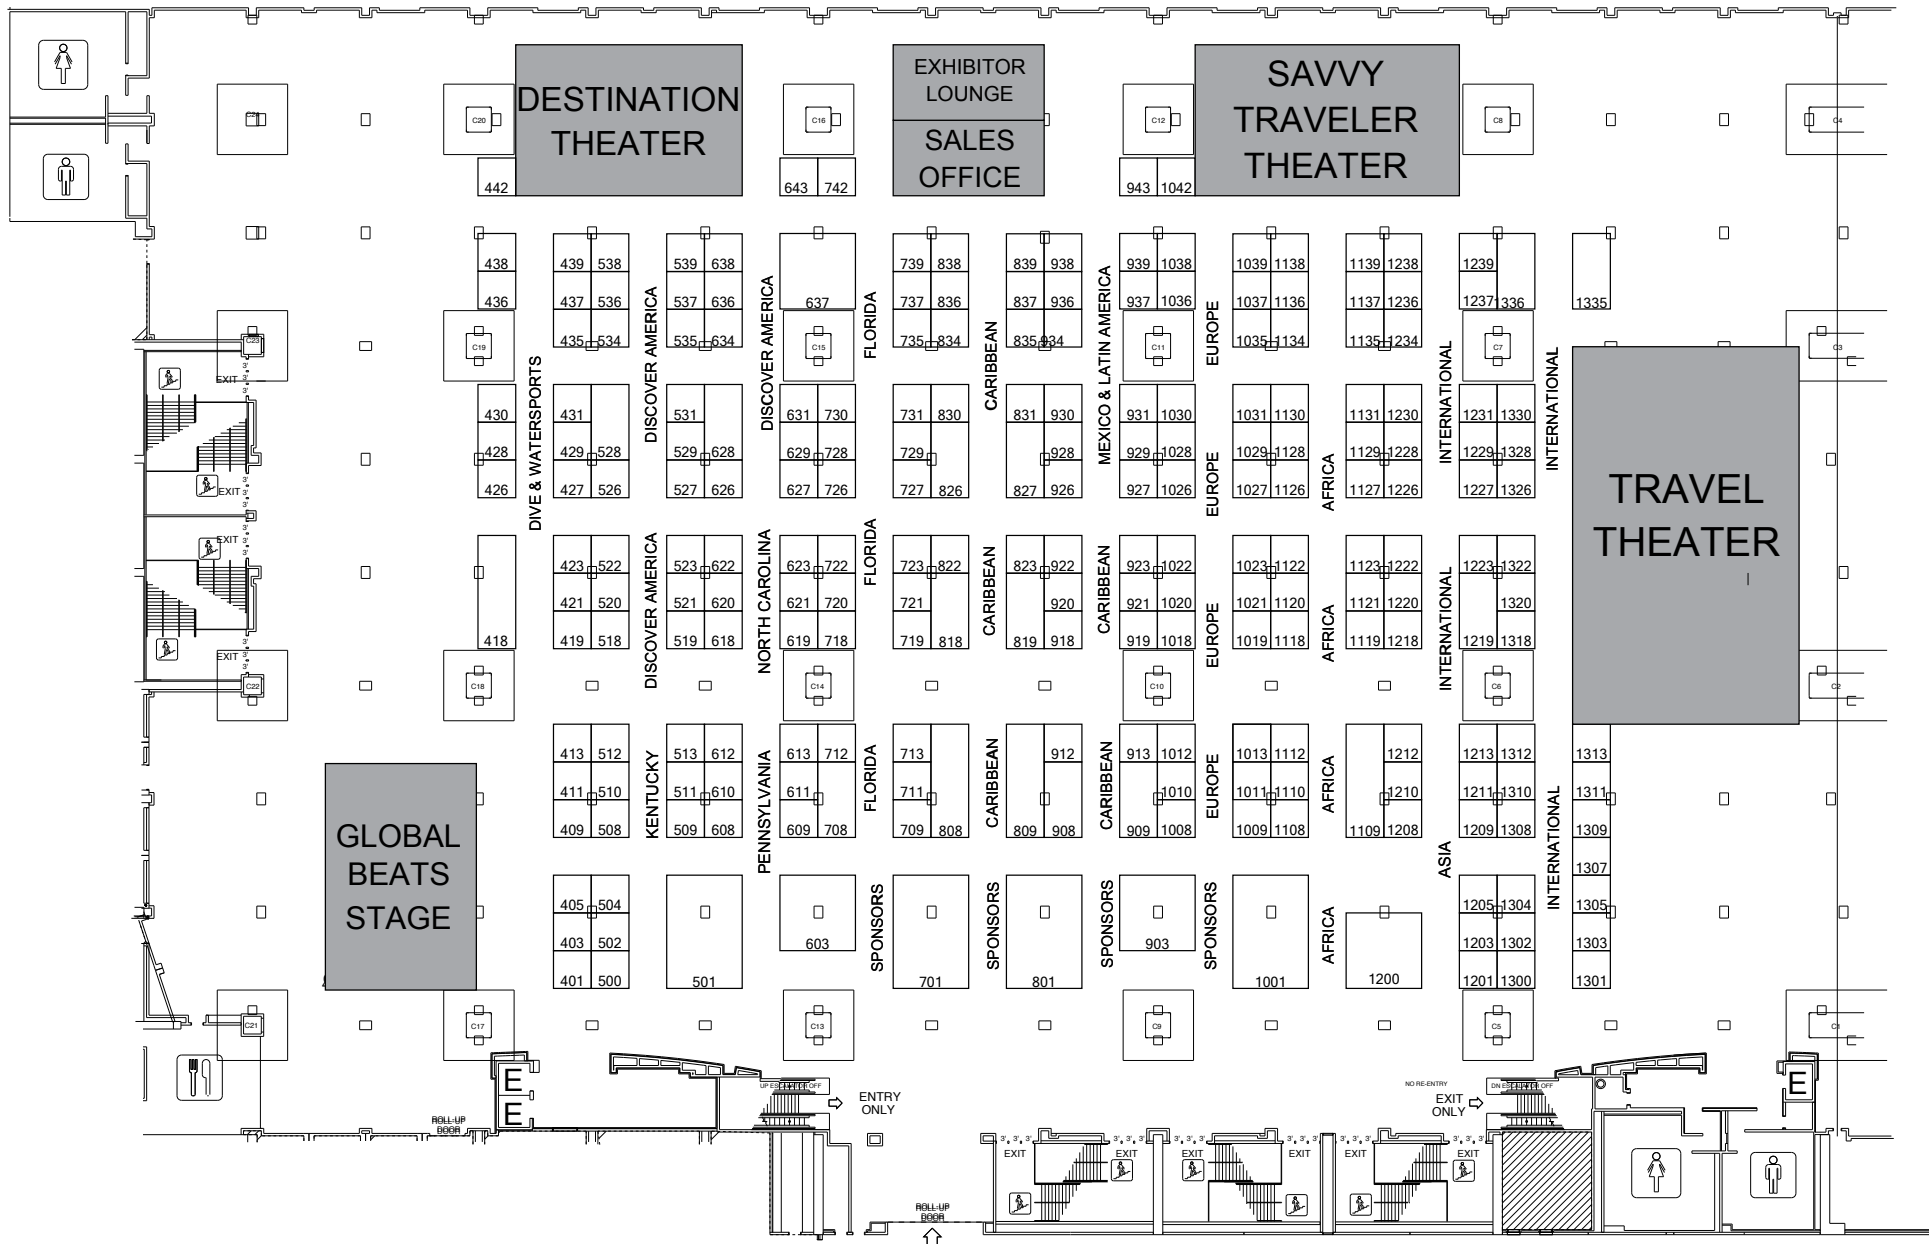 DESTINATION
THEATER
EXHIBITOR
LOUNGE
SALES
OFFICE
SAVVY
TRAVELER
THEATER
C24
C20
C16
C12
C8
C4
442
643 742
943 1042
438
439 538
539 638
637
739 838
839 938
939 1038
1039 1138
1139 1238
1239
436
437 536
537 636
737 836
837 936
937 1036
1037 1136
1137 1236
1237 1336
1335
435 534
535 634
735 834
835 934
1035 1134
1135 1234
C23
C19
C15
C11
C7
C3
DIVE & WATERSPORTS
DISCOVER AMERICA
DISCOVER AMERICA
FLORIDA
CARIBBEAN
MEXICO & LATIN AMERICA
EUROPE
INTERNATIONAL
INTERNATIONAL
EXIT
3'
430
431
531
631 730
731 830
831 930
931 1030
1031 1130
1131 1230
1231 1330
428
429 528
529 628
629 728
729
928
929 1028
1029 1128
1129 1228
1229 1328
426
427 526
527 626
627 726
727 826
827 926
927 1026
1027 1126
1127 1226
1227 1326
EUROPE
AFRICA
EXIT
TRAVEL
THEATER
EXIT
DISCOVER AMERICA
NORTH CAROLINA
FLORIDA
CARIBBEAN
CARIBBEAN
EUROPE
AFRICA
INTERNATIONAL
423 522
523 622
623 722
723 822
823 922
923 1022
1023 1122
1123 1222
1223 1322
421 520
521 620
621 720
721
920
921 1020
1021 1120
1121 1220
1320
418
419 518
519 618
619 718
719 818
819 918
919 1018
1019 1118
1119 1218
1219 1318
EXIT
C22
C18
C14
C10
C6
C2
413 512
513 612
613 712
713
912
913 1012
1013 1112
1212
1213 1312
1313
411 510
511 610
611
711
1010
1011 1110
1210
1211 1310
1311
409 508
509 608
609 708
709 808
809 908
909 1008
1009 1108
1109 1208
1209 1308
1309
1307
KENTUCKY
PENNSYLVANIA
FLORIDA
CARIBBEAN
CARIBBEAN
EUROPE
AFRICA
ASIA
INTERNATIONAL
GLOBAL
BEATS
STAGE
405 504
1205 1304
1305
403 502
603
903
1203 1302
1303
401 500
501
701
801
1001
1200
1201 1300
1301
SPONSORS
SPONSORS
SPONSORS
SPONSORS
AFRICA
C21
C17
C13
C9
C5
C1
E
E
UP ESCALATOR OFF
ENTRY
ONLY
NO RE-ENTRY
EXIT
ONLY
DN ESCALATOR OFF
E
ROLL-UP
DOOR
3' 3' 3'
EXIT
EXIT
EXIT
EXIT
EXIT
EXIT
ROLL-UP
DOOR